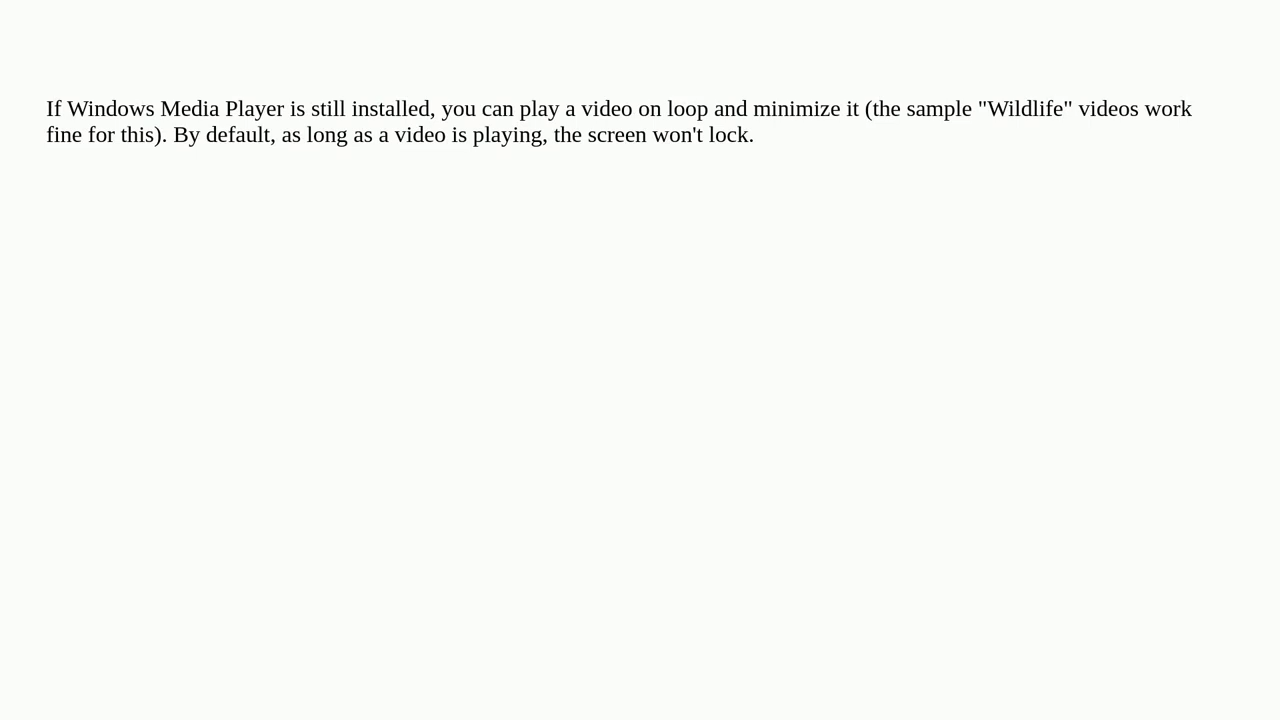 If Windows Media Player is still installed, you can play a video on loop and minimize it (the sample "Wildlife" videos work
fine for this). By default, as long as a video is playing, the screen won't lock.